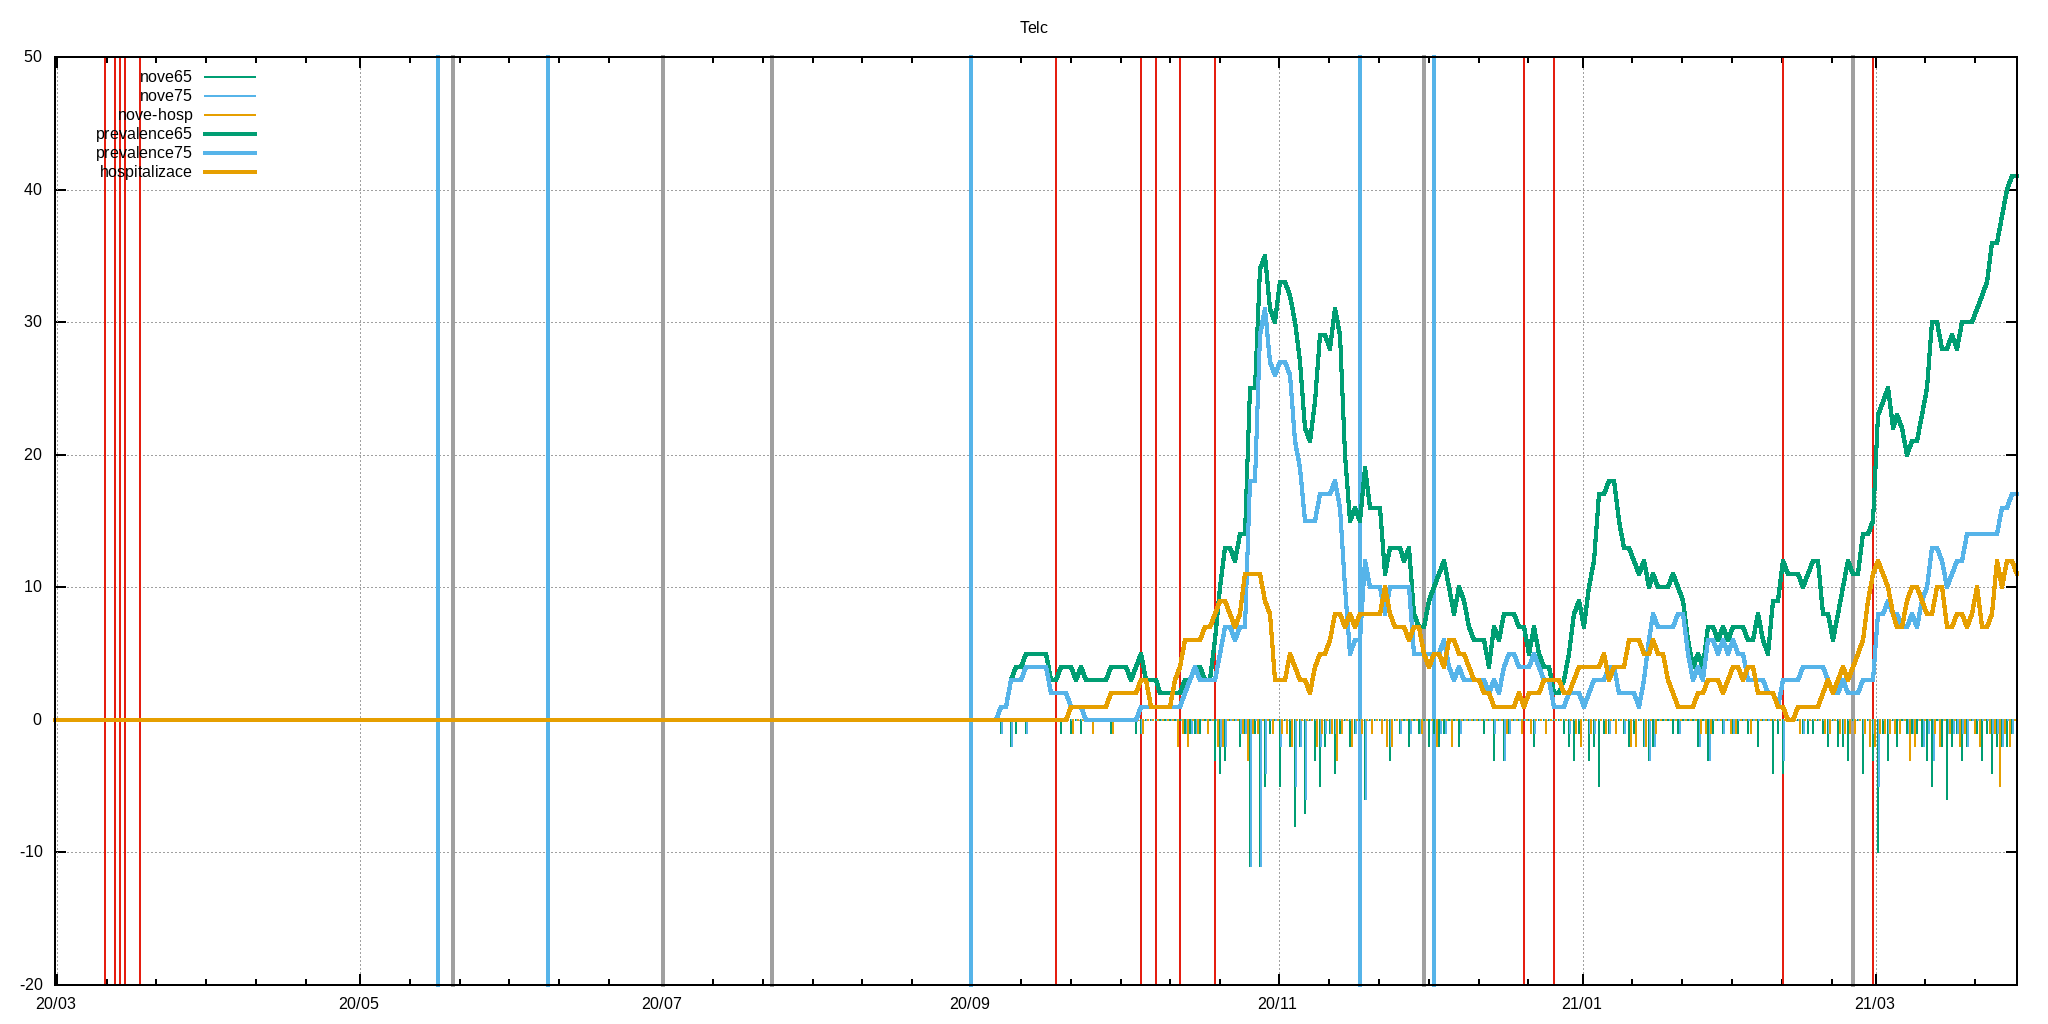 Telc
50
40
30
20
10
0
-10
-20
nove65
nove75
nove-hosp
prevalence65
prevalence75
hospitalizace
20/03 20/05 20/07 20/09 20/11 21/01 21/03